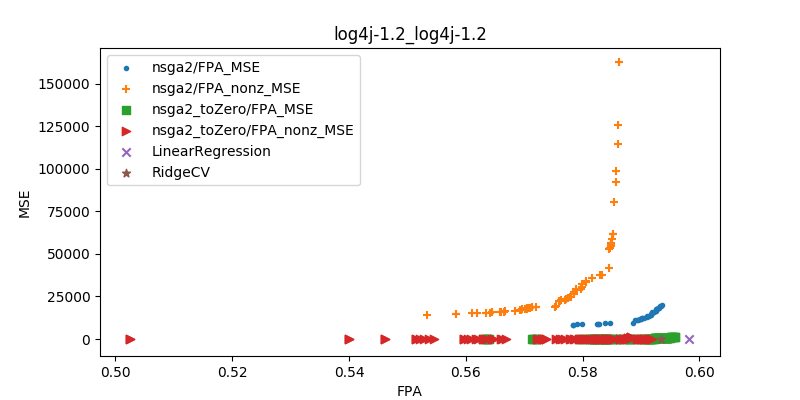 log4j-1.2_log4j-1.2
nsga2/FPA_MSE
nsga2/FPA_nonz_MSE
nsga2_toZero/FPA_MSE
nsga2_toZero/FPA_nonz_MSE
LinearRegression
RidgeCV
MSE
150000
125000
100000
75000
50000
25000
0
0.50 0.52 0.54 0.56 0.58 0.60
FPA